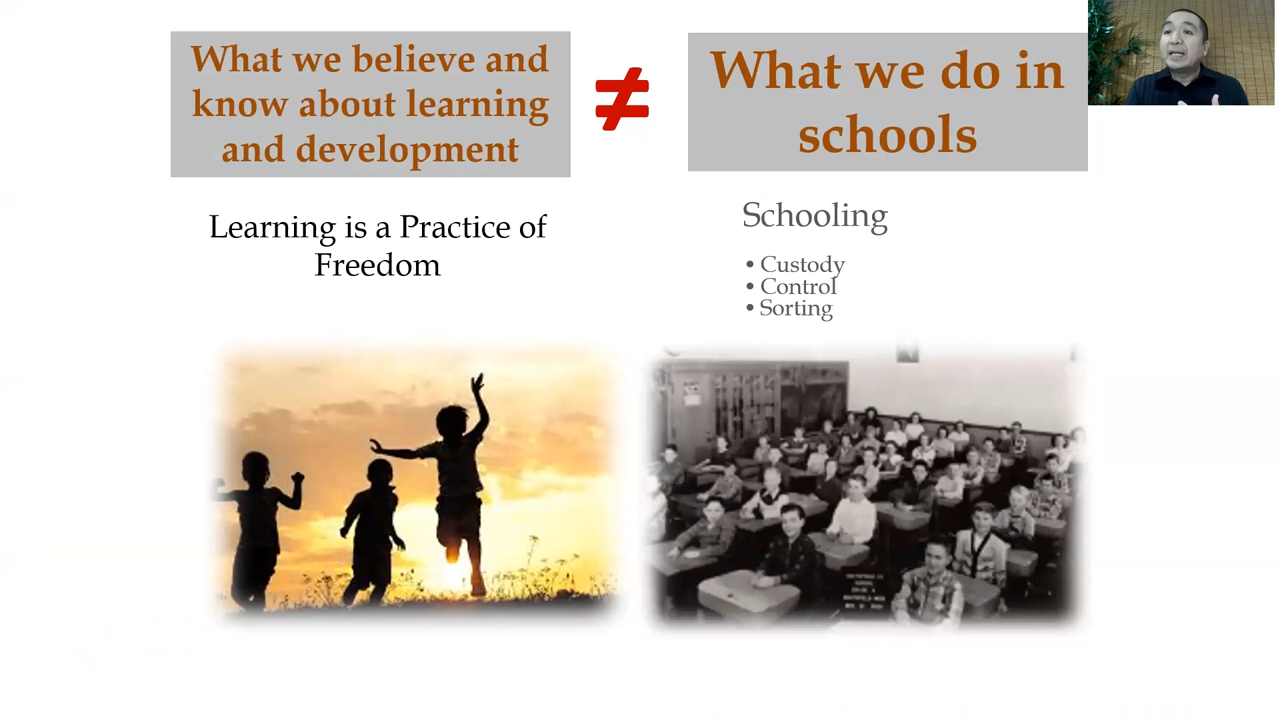 What we believe and
know about learning
and development
≠
What we do in
schools
Learning is a Practice of
Freedom
Schooling
• Custody
• Control
• Sorting